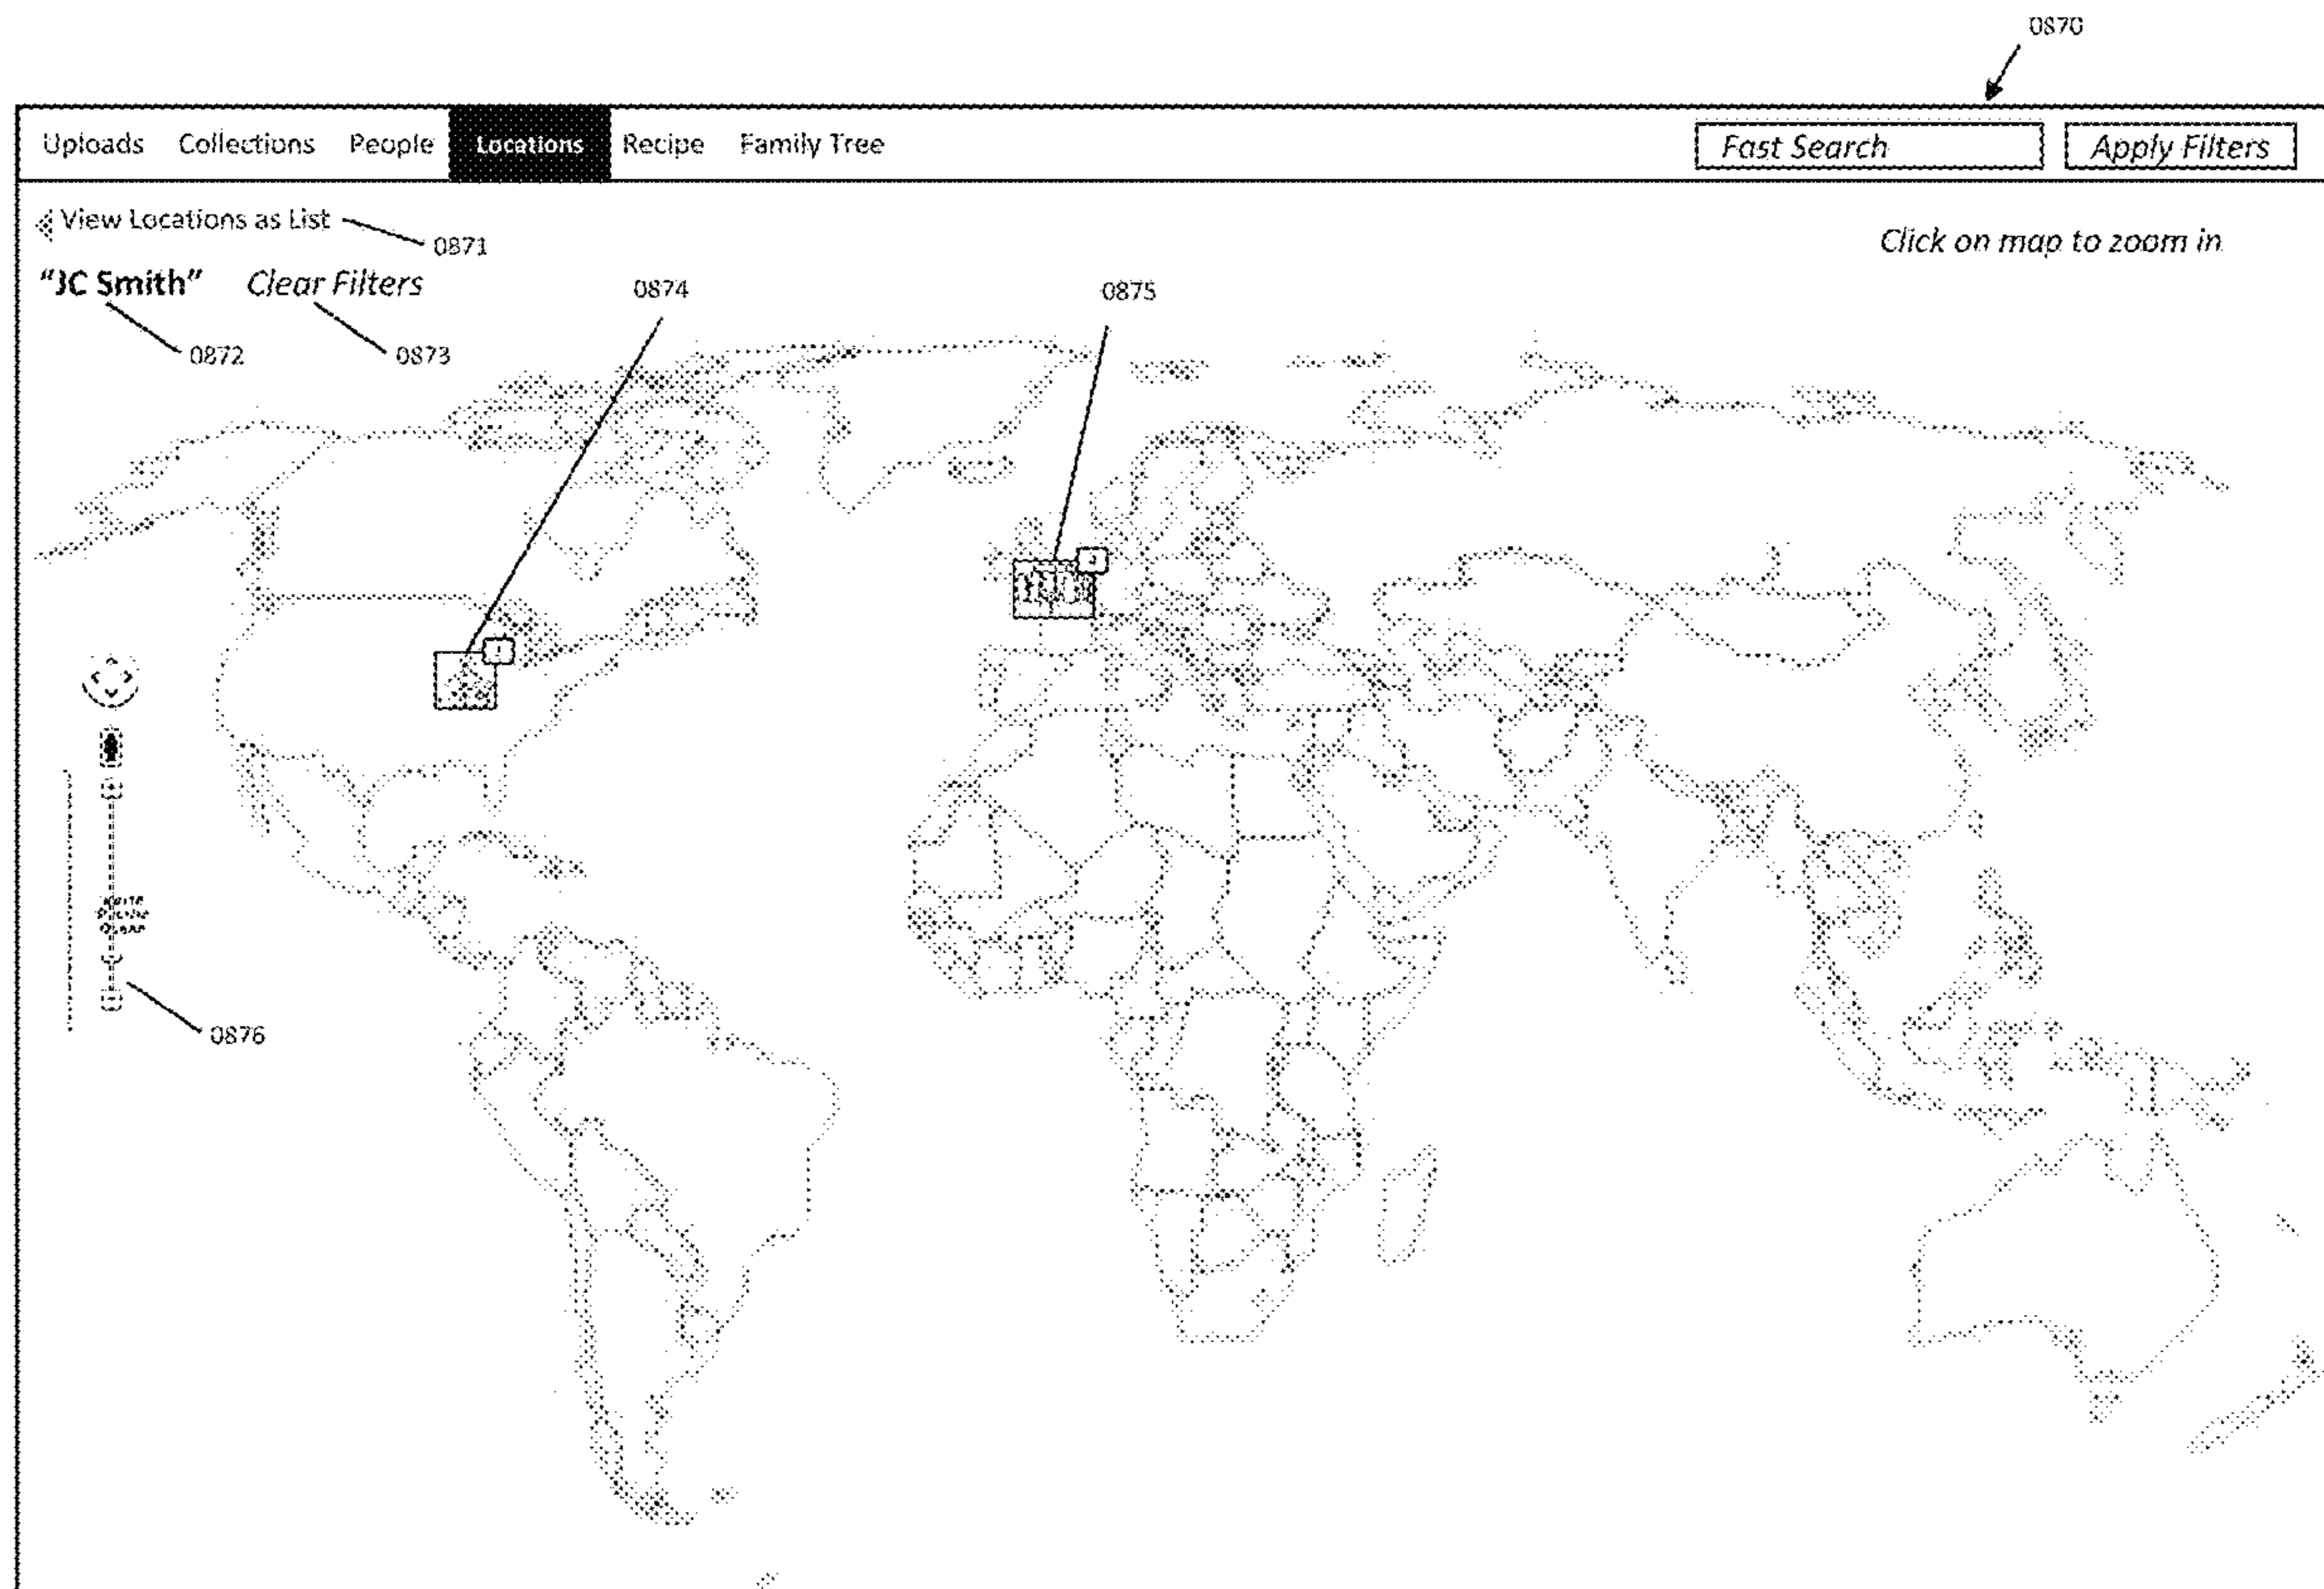 0870
Uploads Collections People Locations Recipe Family Tree Fast Search Apply Filters
View Locations as List
0871
Click on map to zoom in
"JC Smith" Clear Filters
0874
0875
0872
0873
0876